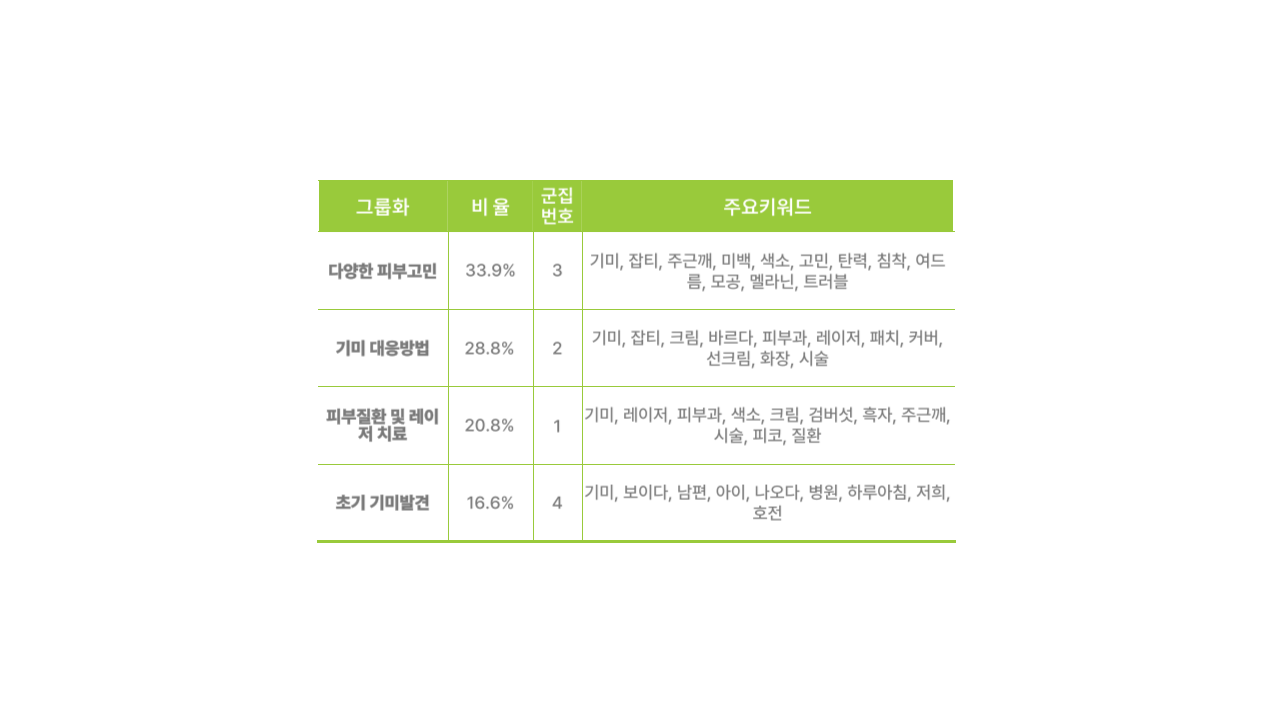 그룹화 비 율 군집 번호 주요키워드
다양한 피부고민 33.9% 3 기미, 잡티, 주근깨, 미백, 색소, 고민, 탄력, 침착, 여드
름, 모공, 멜라닌, 트러블
기미 대응방법 28.8% 2 기미, 잡티, 크림, 바르다, 피부과, 레이저, 패치, 커버,
선크림, 화장, 시술
피부질환 및 레이
저 치료 20.8% 1 기미, 레이저, 피부과, 색소, 크림, 검버섯, 흑자, 주근깨,
시술, 피코, 질환
초기 기미발견 16.6% 4 기미, 보이다, 남편, 아이, 나오다, 병원, 하루아침, 저희,
호전